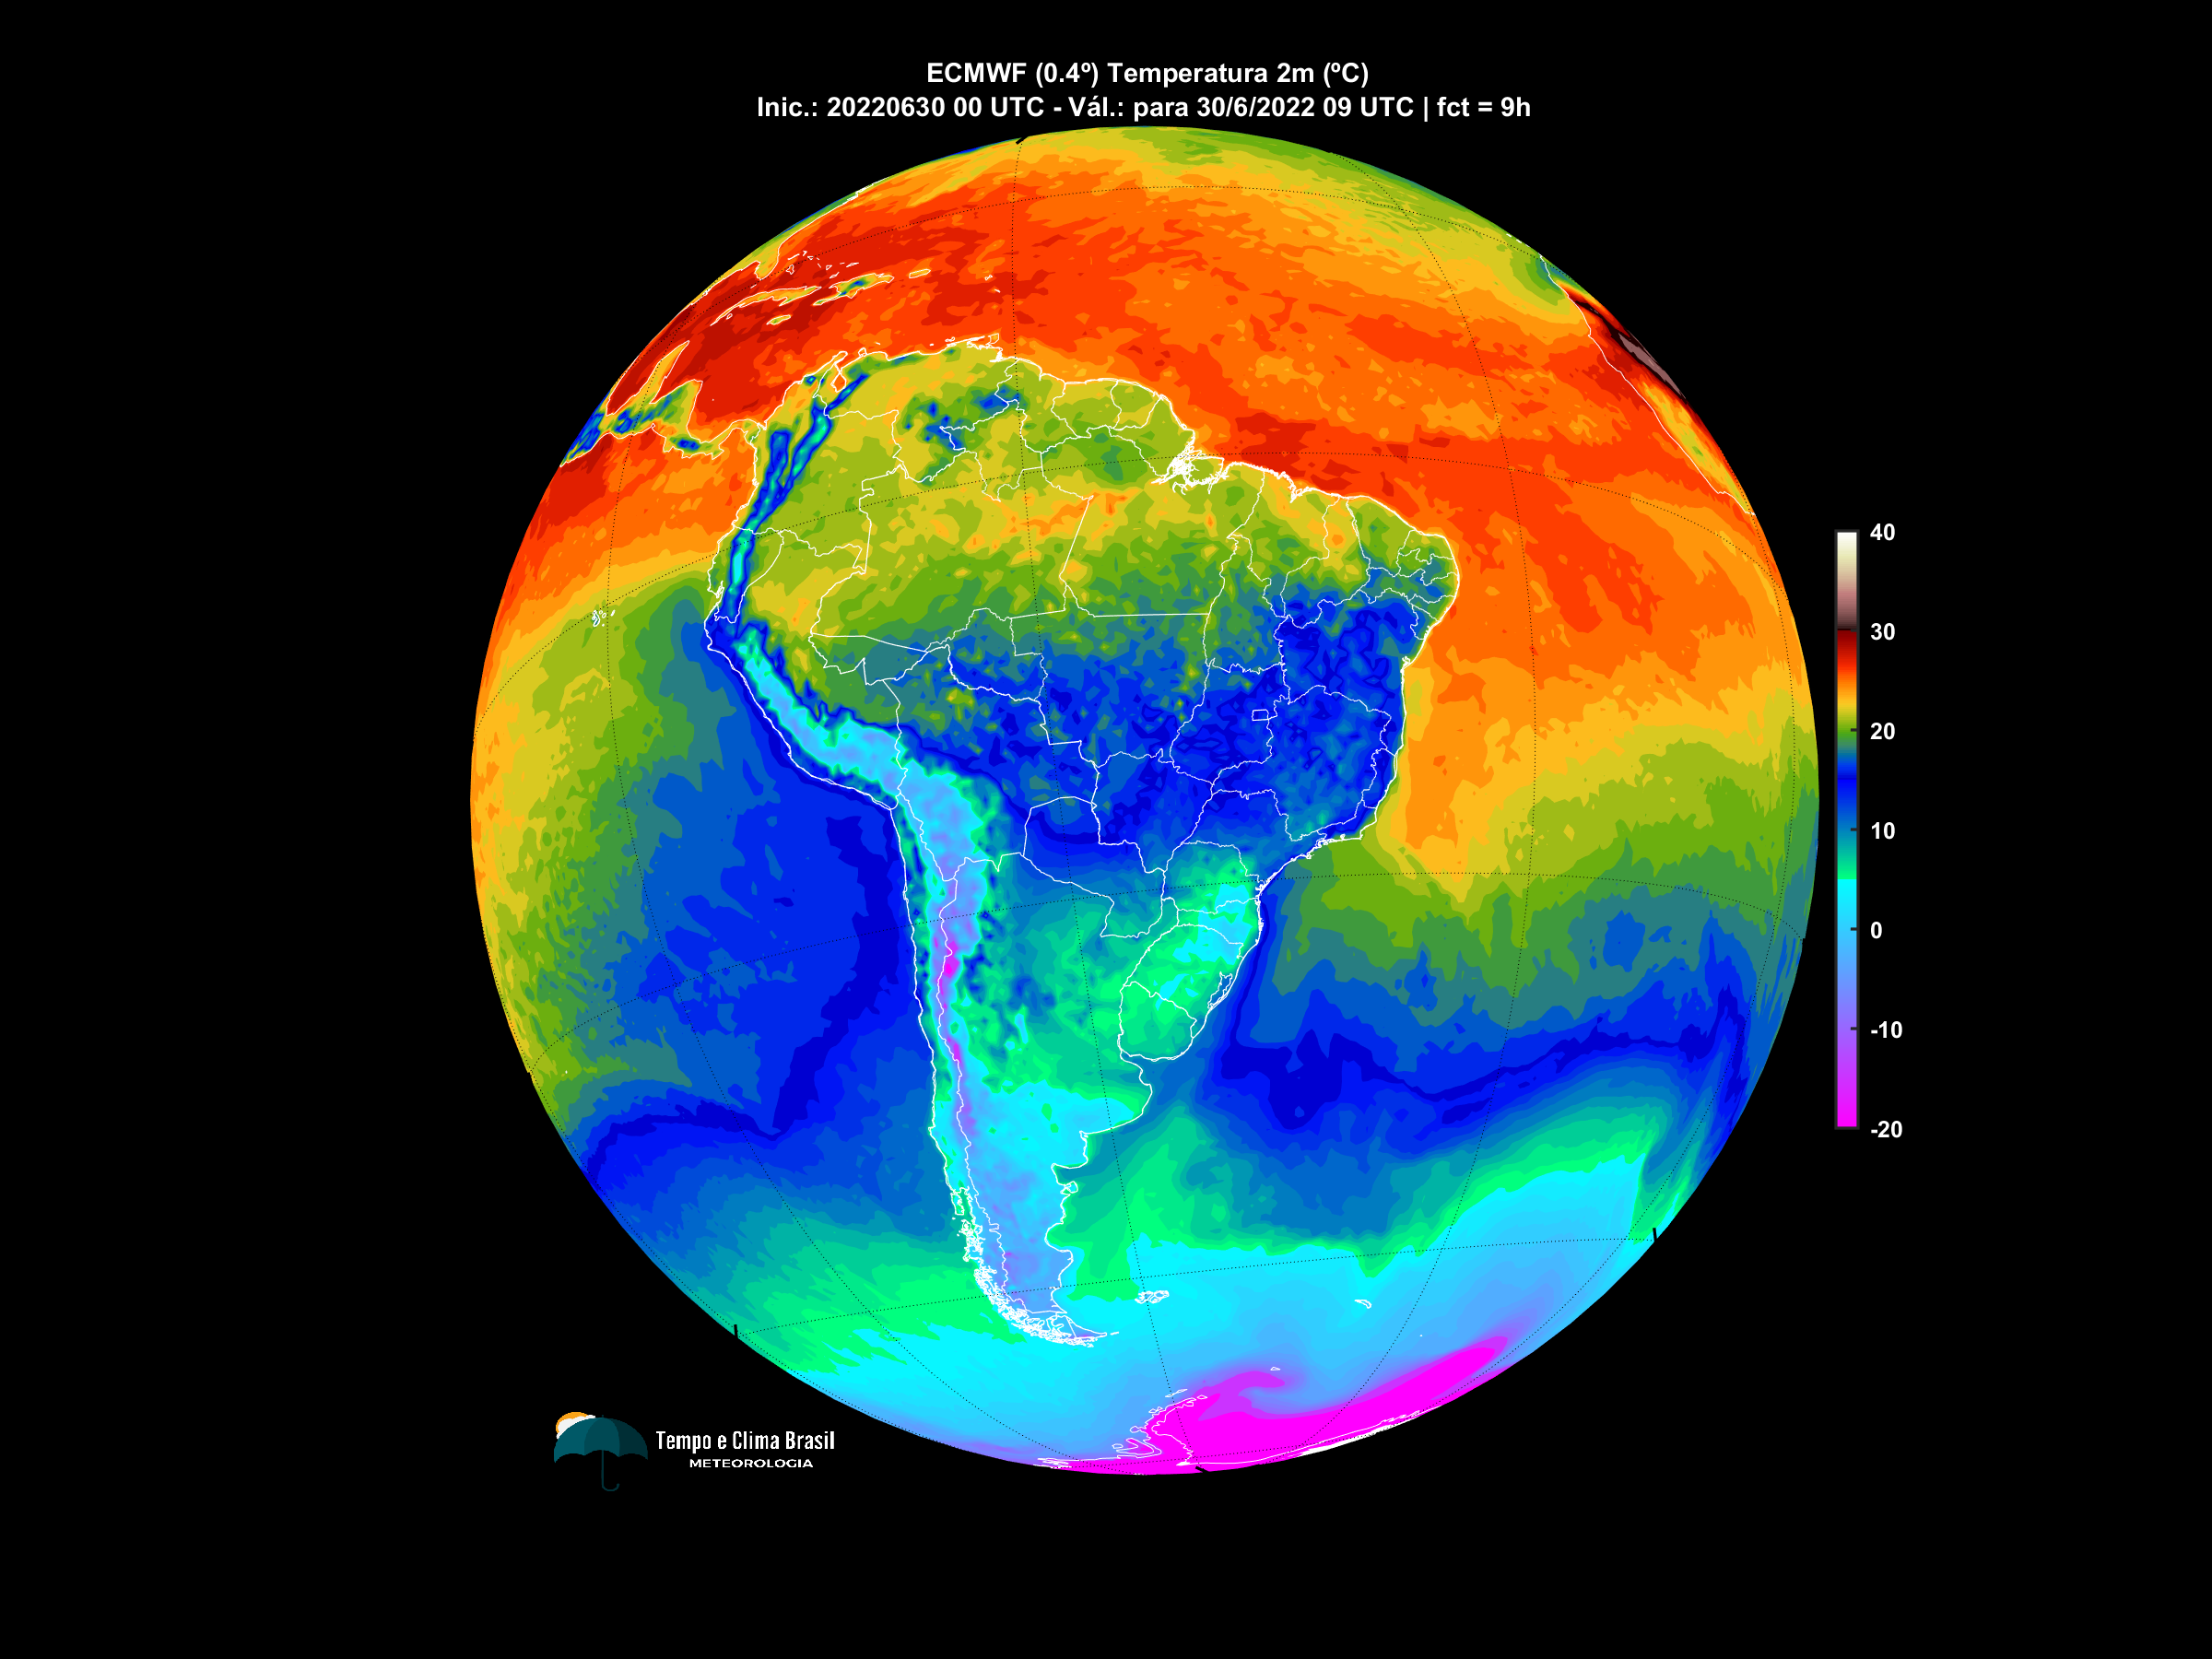 ECMWF (0.4º) Temperatura 2m (ºC)
Inic.: 20220630 00 UTC - Vál.: para 30/6/2022 09 UTC | fct = 9h
40
30
20
10
0
-10
-20
Tempo e Clima Brasil
METEOROLOGIA